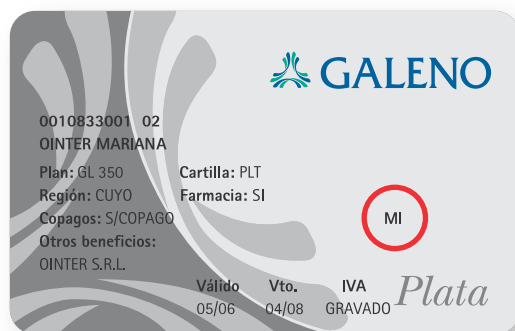 GALENO
0010833001 02
OINTER MARIANA
Plan: GL 350 Cartilla: PLT
Región: CUYO Farmacia: SI
Copagos: S/COPAGO MI
Otros beneficios:
OINTER S.R.L.
Válido Vto. IVA
05/06 04/08 GRAVADO Plata